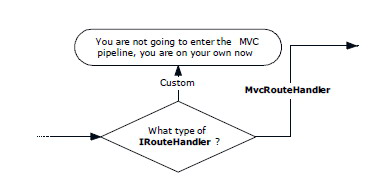 You are not going to enter the MVC
pipeline, you are on your own now
Custom
MvcRouteHandler
What type of
IRouteHandler ?